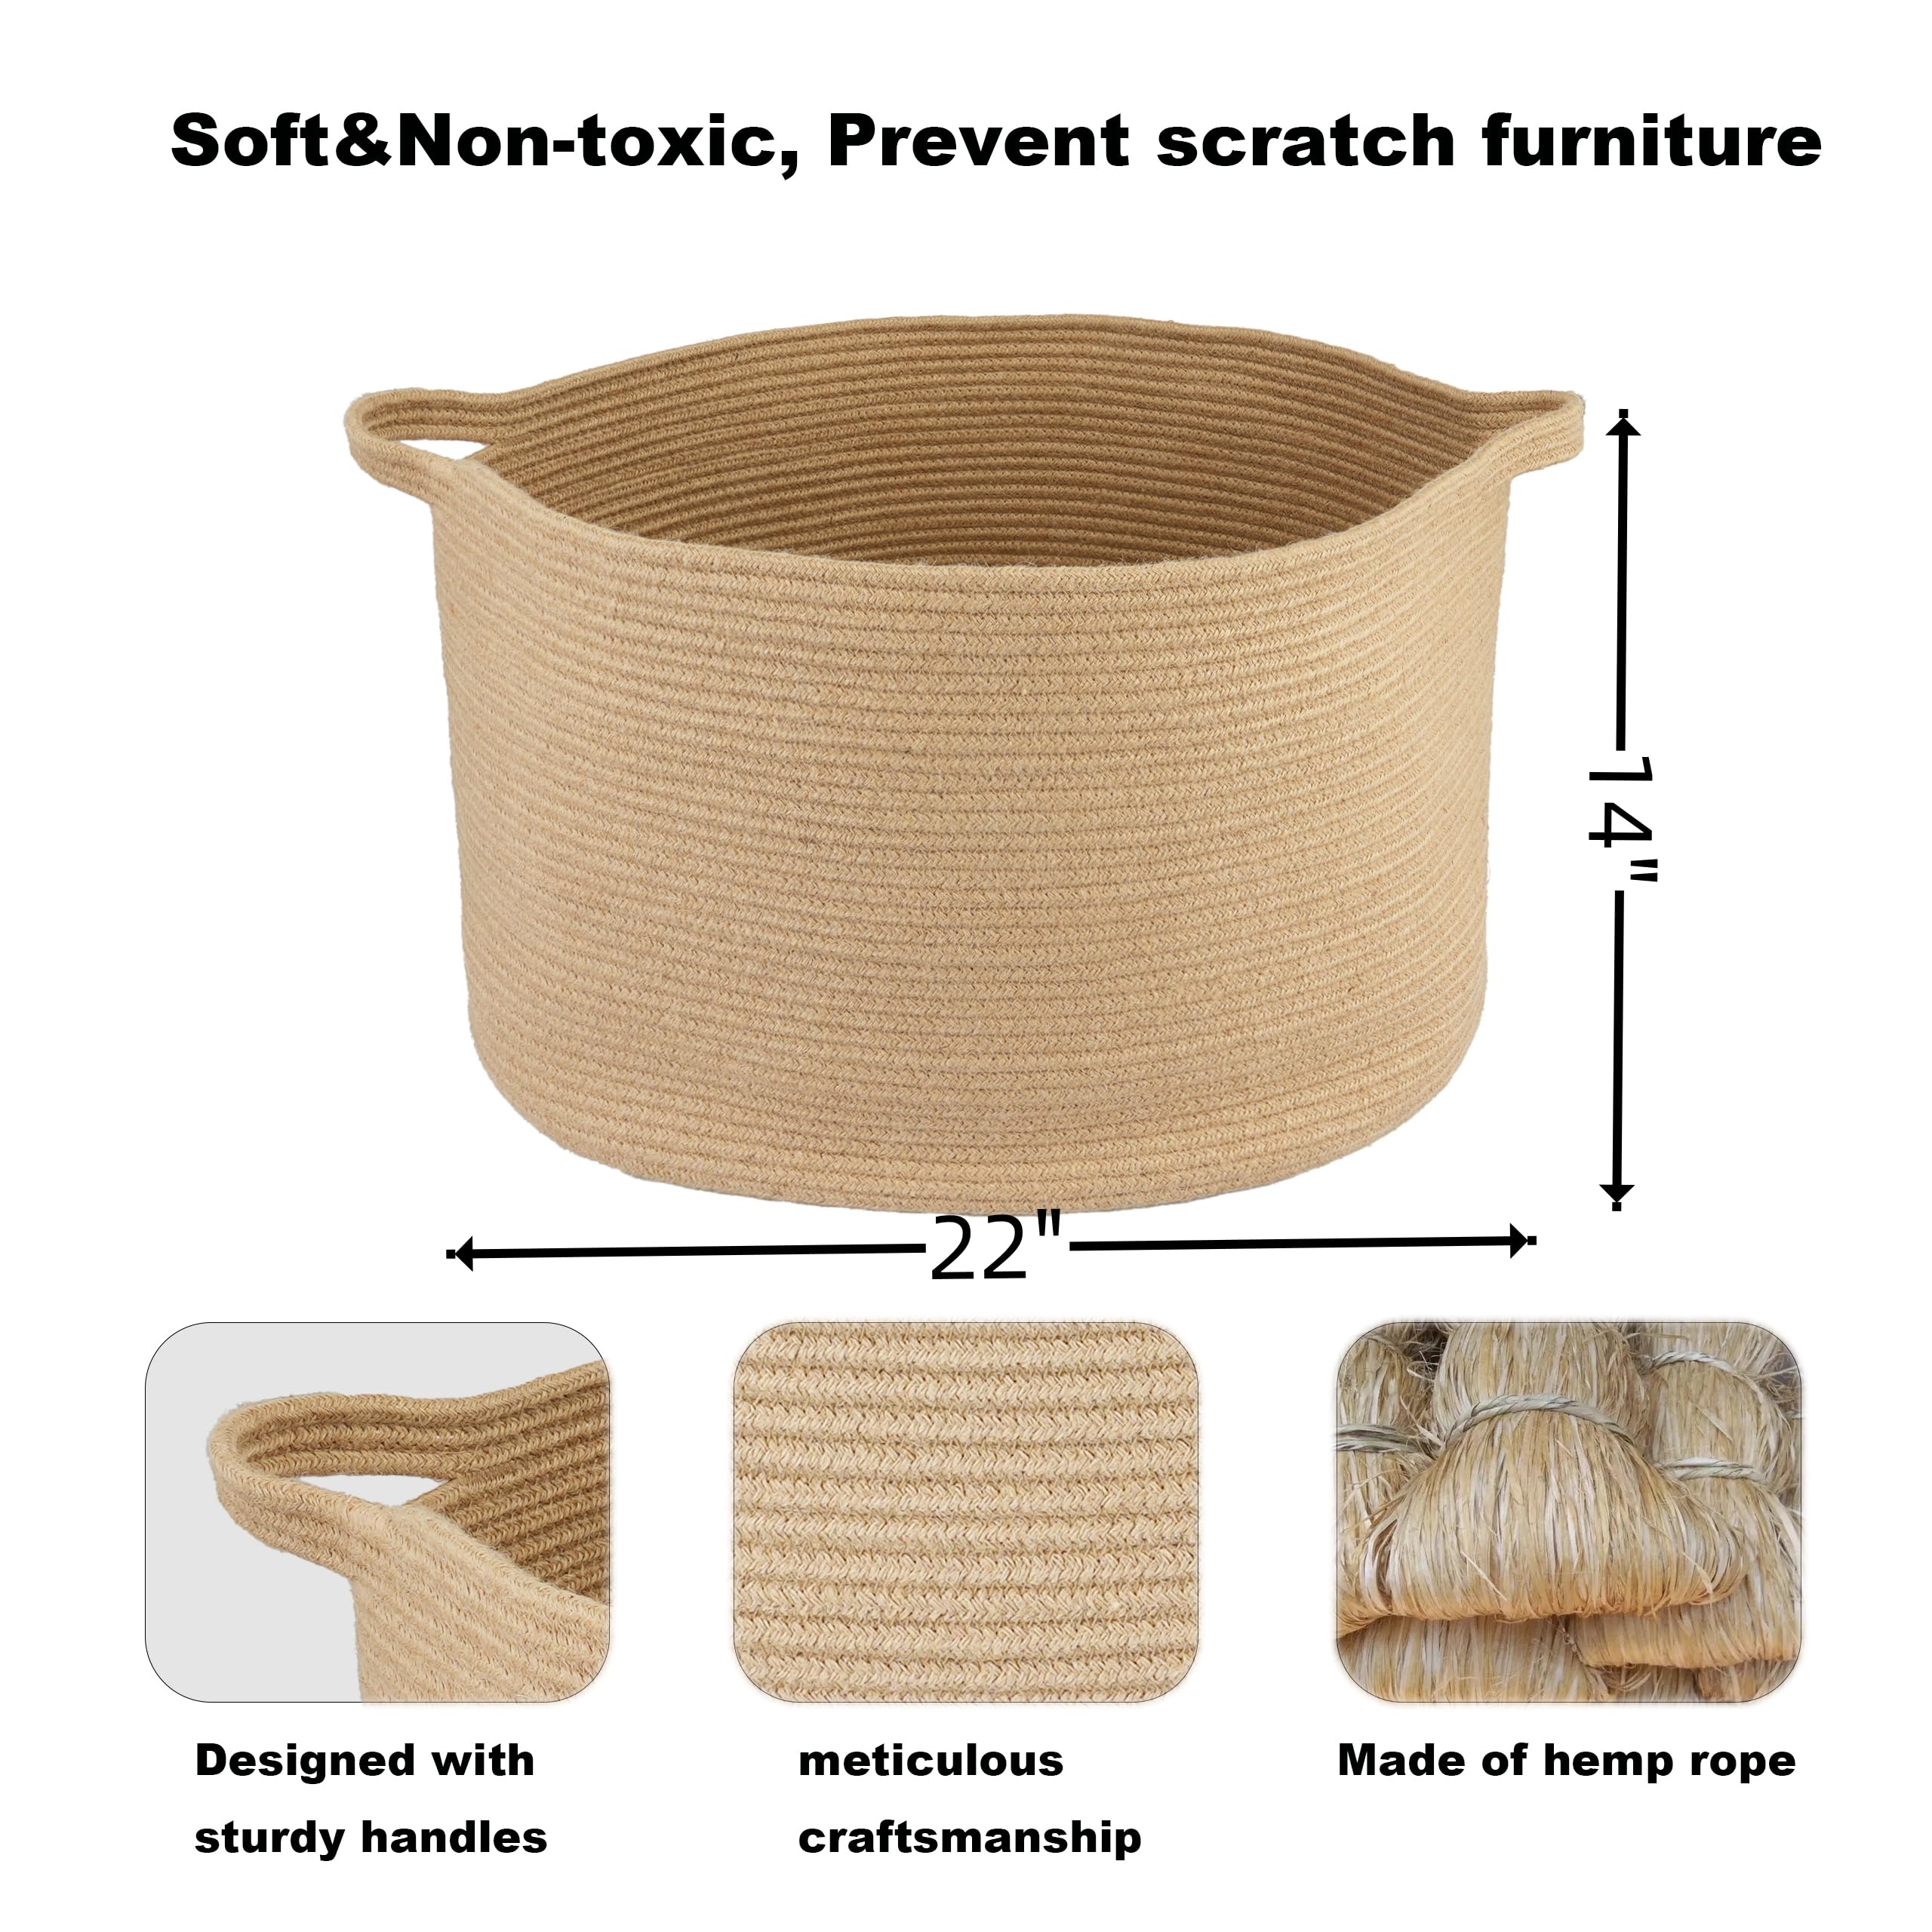 Soft&Non-toxic, Prevent scratch furniture
14"
22"
Designed with
sturdy handles
meticulous
craftsmanship
Made of hemp rope